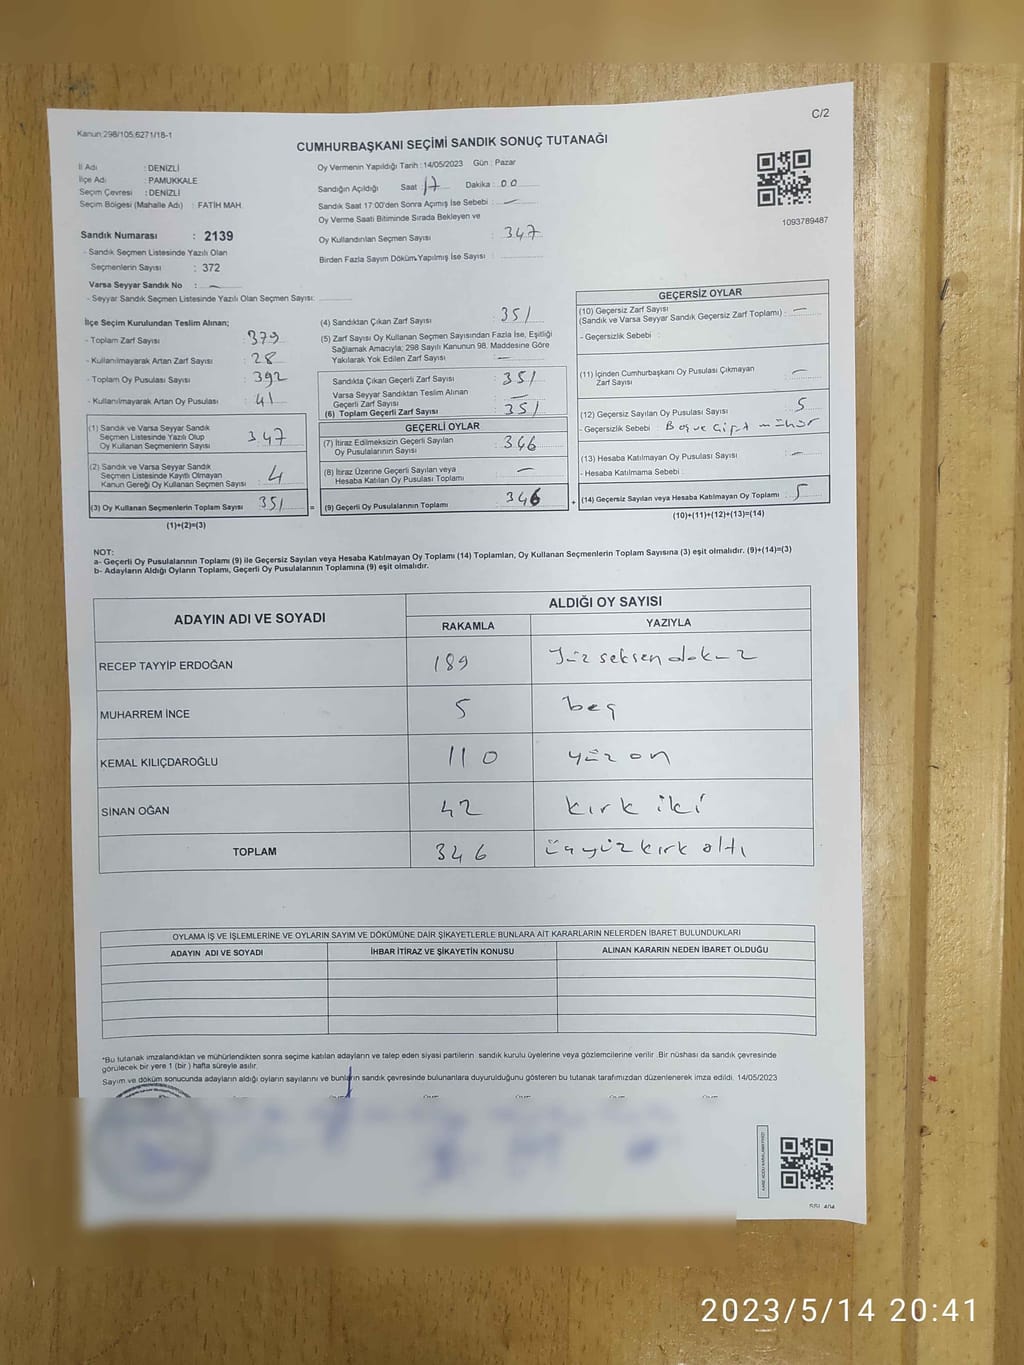 C/2
Kanun:298/105,6271/18-1
CUMHURBAŞKANI SEÇİMİ SANDIK SONUÇ TUTANAĞI
İl Adı : DENİZLİ
İlçe Adı : PAMUKKALE
Seçim Çevresi : DENİZLİ
Seçim Bölgesi (Mahalle Adı) : FATİH MAH.
Sandık Numarası : 2139
- Sandık Seçmen Listesinde Yazılı Olan
Seçmenlerin Sayısı : 372
Varsa Seyyar Sandık No : —
- Seyyar Sandık Seçmen Listesinde Yazılı Olan Seçmen Sayısı:
Oy Vermenin Yapıldığı Tarih : 14/05/2023 Gün : Pazar
Sandığın Açıldığı Saat : 17 Dakika : 00
Sandık Saat 17:00'den Sonra Açımış İse Sebebi : —
Oy Verme Saati Bitiminde Sırada Bekleyen ve
Oy Kullandırılan Seçmen Sayısı : 347
Birden Fazla Sayım Döküm Yapılmış İse Sayısı :
1093789487
İlçe Seçim Kurulundan Teslim Alınan;
- Toplam Zarf Sayısı : 379
- Kullanılmayarak Artan Zarf Sayısı : 28
- Toplam Oy Pusulası Sayısı : 392
- Kullanılmayarak Artan Oy Pusulası : 41
(1) Sandık ve Varsa Seyyar Sandık
Seçmen Listesinde Yazılı Olup
Oy Kullanan Seçmenlerin Sayısı : 347
(2) Sandık ve Varsa Seyyar Sandık
Seçmen Listesinde Kayıtlı Olmayan
Kanun Gereği Oy Kullanan Seçmen Sayısı : 4
(3) Oy Kullanan Seçmenlerin Toplam Sayısı : 351 =
(1)+(2)=(3)
(4) Sandıktan Çıkan Zarf Sayısı : 351
(5) Zarf Sayısı Oy Kullanan Seçmen Sayısından Fazla İse, Eşitliği
Sağlamak Amacıyla; 298 Sayılı Kanunun 98. Maddesine Göre
Yakılarak Yok Edilen Zarf Sayısı : —
Sandıkta Çıkan Geçerli Zarf Sayısı : 351
Varsa Seyyar Sandıktan Teslim Alınan
Geçerli Zarf Sayısı : —
(6) Toplam Geçerli Zarf Sayısı : 351
GEÇERLİ OYLAR
(7) İtiraz Edilmeksizin Geçerli Sayılan
Oy Pusulalarının Sayısı : 346
(8) İtiraz Üzerine Geçerli Sayılan veya
Hesaba Katılan Oy Pusulası Toplamı : —
(9) Geçerli Oy Pusulalarının Toplamı : 346 +
GEÇERSİZ OYLAR
(10) Geçersiz Zarf Sayısı
(Sandık ve Varsa Seyyar Sandık Geçersiz Zarf Toplamı) : —
- Geçersizlik Sebebi :
(11) İçinden Cumhurbaşkanı Oy Pusulası Çıkmayan
Zarf Sayısı : —
(12) Geçersiz Sayılan Oy Pusulası Sayısı : 5
- Geçersizlik Sebebi : Boş ve Çift mühür
(13) Hesaba Katılmayan Oy Pusulası Sayısı : —
- Hesaba Katılmama Sebebi :
(14) Geçersiz Sayılan veya Hesaba Katılmayan Oy Toplamı : 5
(10)+(11)+(12)+(13)=(14)
NOT:
a- Geçerli Oy Pusulalarının Toplamı (9) ile Geçersiz Sayılan veya Hesaba Katılmayan Oy Toplamı (14) Toplamları, Oy Kullanan Seçmenlerin Toplam Sayısına (3) eşit olmalıdır. (9)+(14)=(3)
b- Adayların Aldığı Oyların Toplamı, Geçerli Oy Pusulalarının Toplamına (9) eşit olmalıdır.
ADAYIN ADI VE SOYADI ALDIĞI OY SAYISI
RAKAMLA YAZIYLA
RECEP TAYYİP ERDOĞAN 189 Yüz seksen dokuz
MUHARREM İNCE 5 beş
KEMAL KILIÇDAROĞLU 110 yüz on
SİNAN OĞAN 42 kırk iki
TOPLAM 346 üçyüz kırk altı
OYLAMA İŞ VE İŞLEMLERİNE VE OYLARIN SAYIM VE DÖKÜMÜNE DAİR ŞİKAYETLERLE BUNLARA AİT KARARLARIN NELERDEN İBARET BULUNDUKLARI
ADAYIN ADI VE SOYADI İHBAR İTİRAZ VE ŞİKAYETİN KONUSU ALINAN KARARIN NEDEN İBARET OLDUĞU
*Bu tutanak imzalandıktan ve mühürlendikten sonra seçime katılan adayların ve talep eden siyasi partilerin sandık kurulu üyelerine veya gözlemcilerine verilir .Bir nüshası da sandık çevresinde
görülecek bir yere 1 (bir ) hafta süreyle asılır.
Sayım ve döküm sonucunda adayların aldığı oyların sayılarını ve bunların sandık çevresinde bulunanlara duyurulduğunu gösteren bu tutanak tarafımızdan düzenlenerek imza edildi. 14/05/2023
2023/5/14 20:41